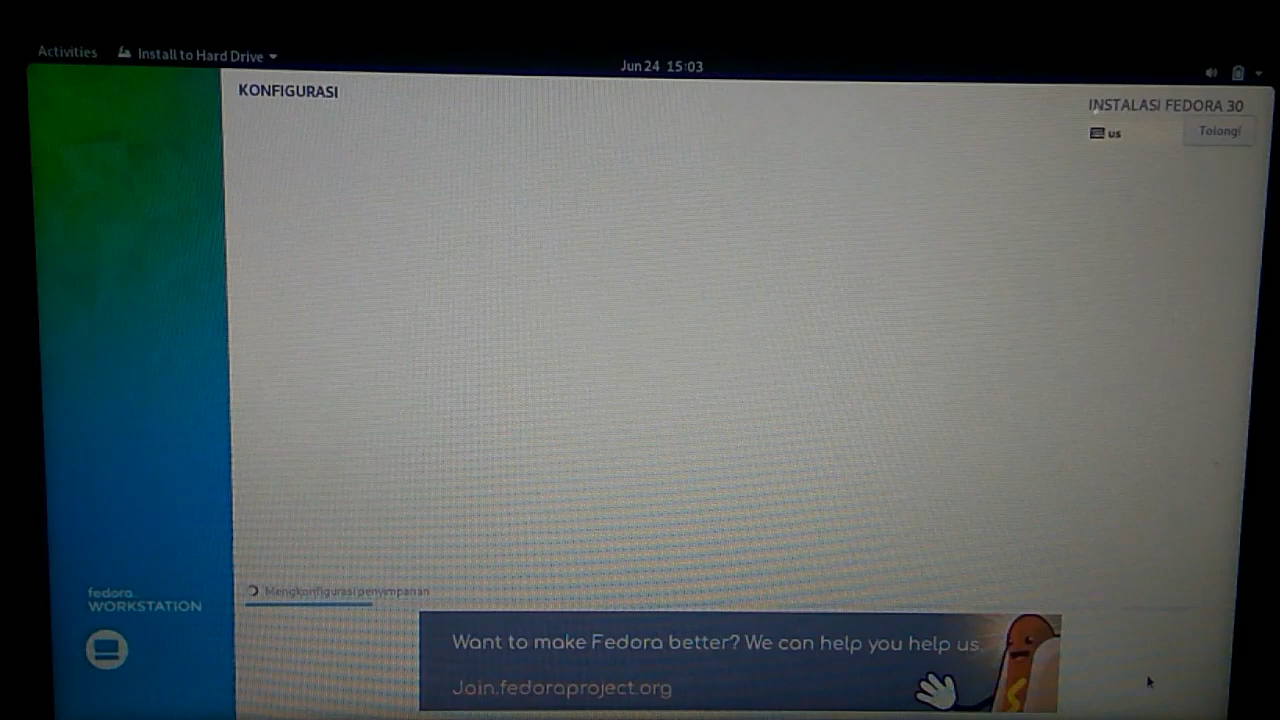 Activities
Install to Hard Drive
Jun 24 15:03
KONFIGURASI
INSTALASI FEDORA 30
us
Tolong!
Mengkonfigurasi penyimpanan
fedora
WORKSTATION
Want to make Fedora better? We can help you help us.
Join.fedoraproject.org